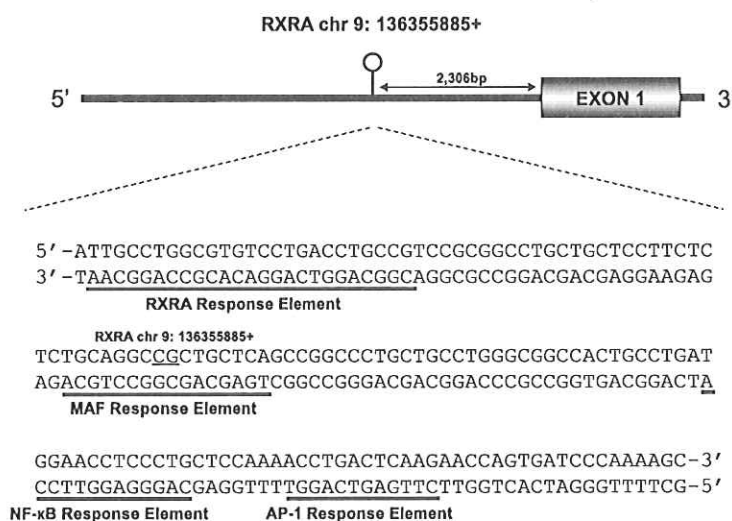 RXRA chr 9: 136355885+
2,306bp
5' EXON 1 3
5′-ATTGCCTGGCGTGTCCTGACCTGCCGTCCGCGGCCTGCTGCTCCTTCTC
3′-TAACGGACCGCACAGGACTGGACGGCAGGCGCCGGACGACGAGGAAGAG
RXRA Response Element
RXRA chr 9: 136355885+
TCTGCAGGCCGCTGCTCAGCCGGCCCTGCTGCCTGGGCGGCCACTGCCTGAT
AGACGTCCGGCGACGAGTCGGCCGGGACGACGGACCCGCCGGTGACGGACTA
MAF Response Element
GGAACCTCCCTGCTCCAAAACCTGACTCAAGAACCAGTGATCCCAAAAGC-3′
CCTTGGAGGGACGAGGTTTTGGACTGAGTTCTTGGTCACTAGGGTTTTCG-5′
NF-κB Response Element AP-1 Response Element